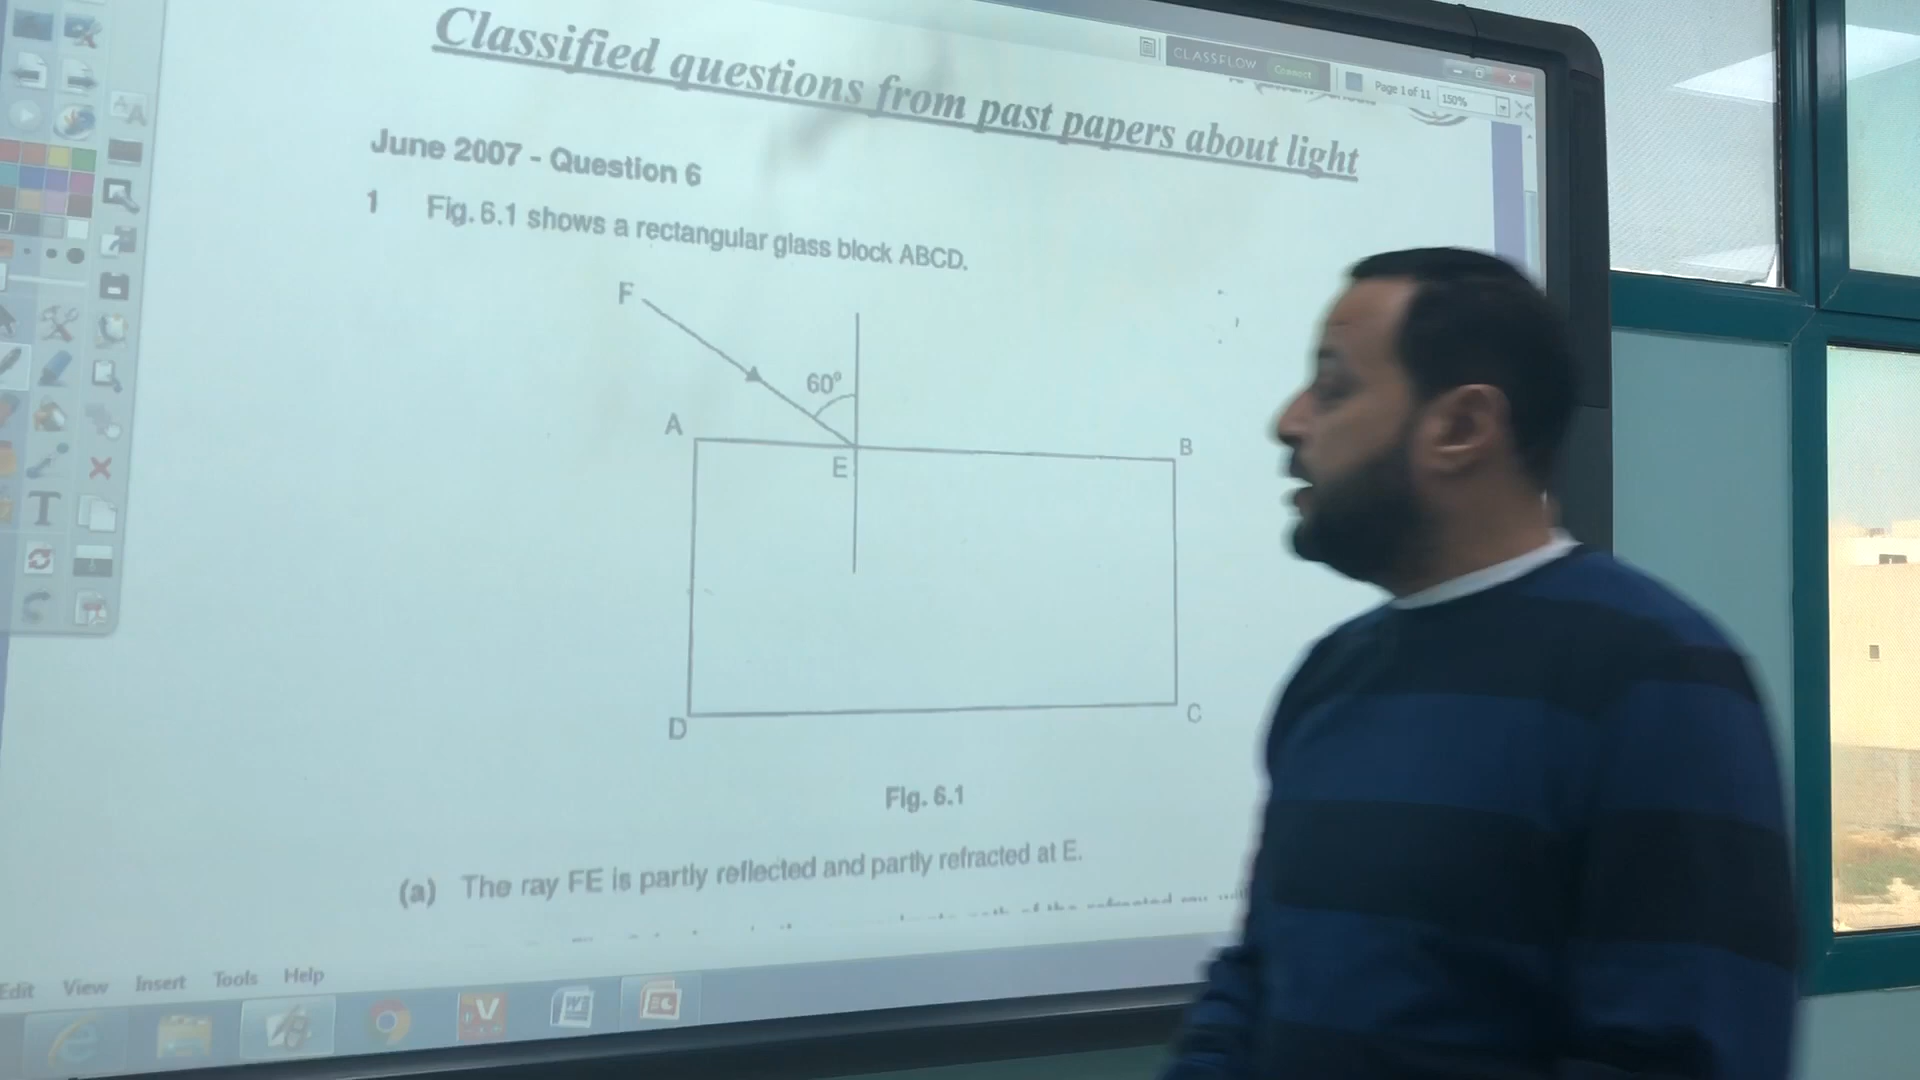 Classified questions from past papers about light
CLASSFLOW Connect
Page 1 of 11 150%
June 2007 - Question 6
1 Fig. 6.1 shows a rectangular glass block ABCD.
F
60°
A
B
E
D
C
Fig. 6.1
(a) The ray FE is partly reflected and partly refracted at E.
Edit View Insert Tools Help